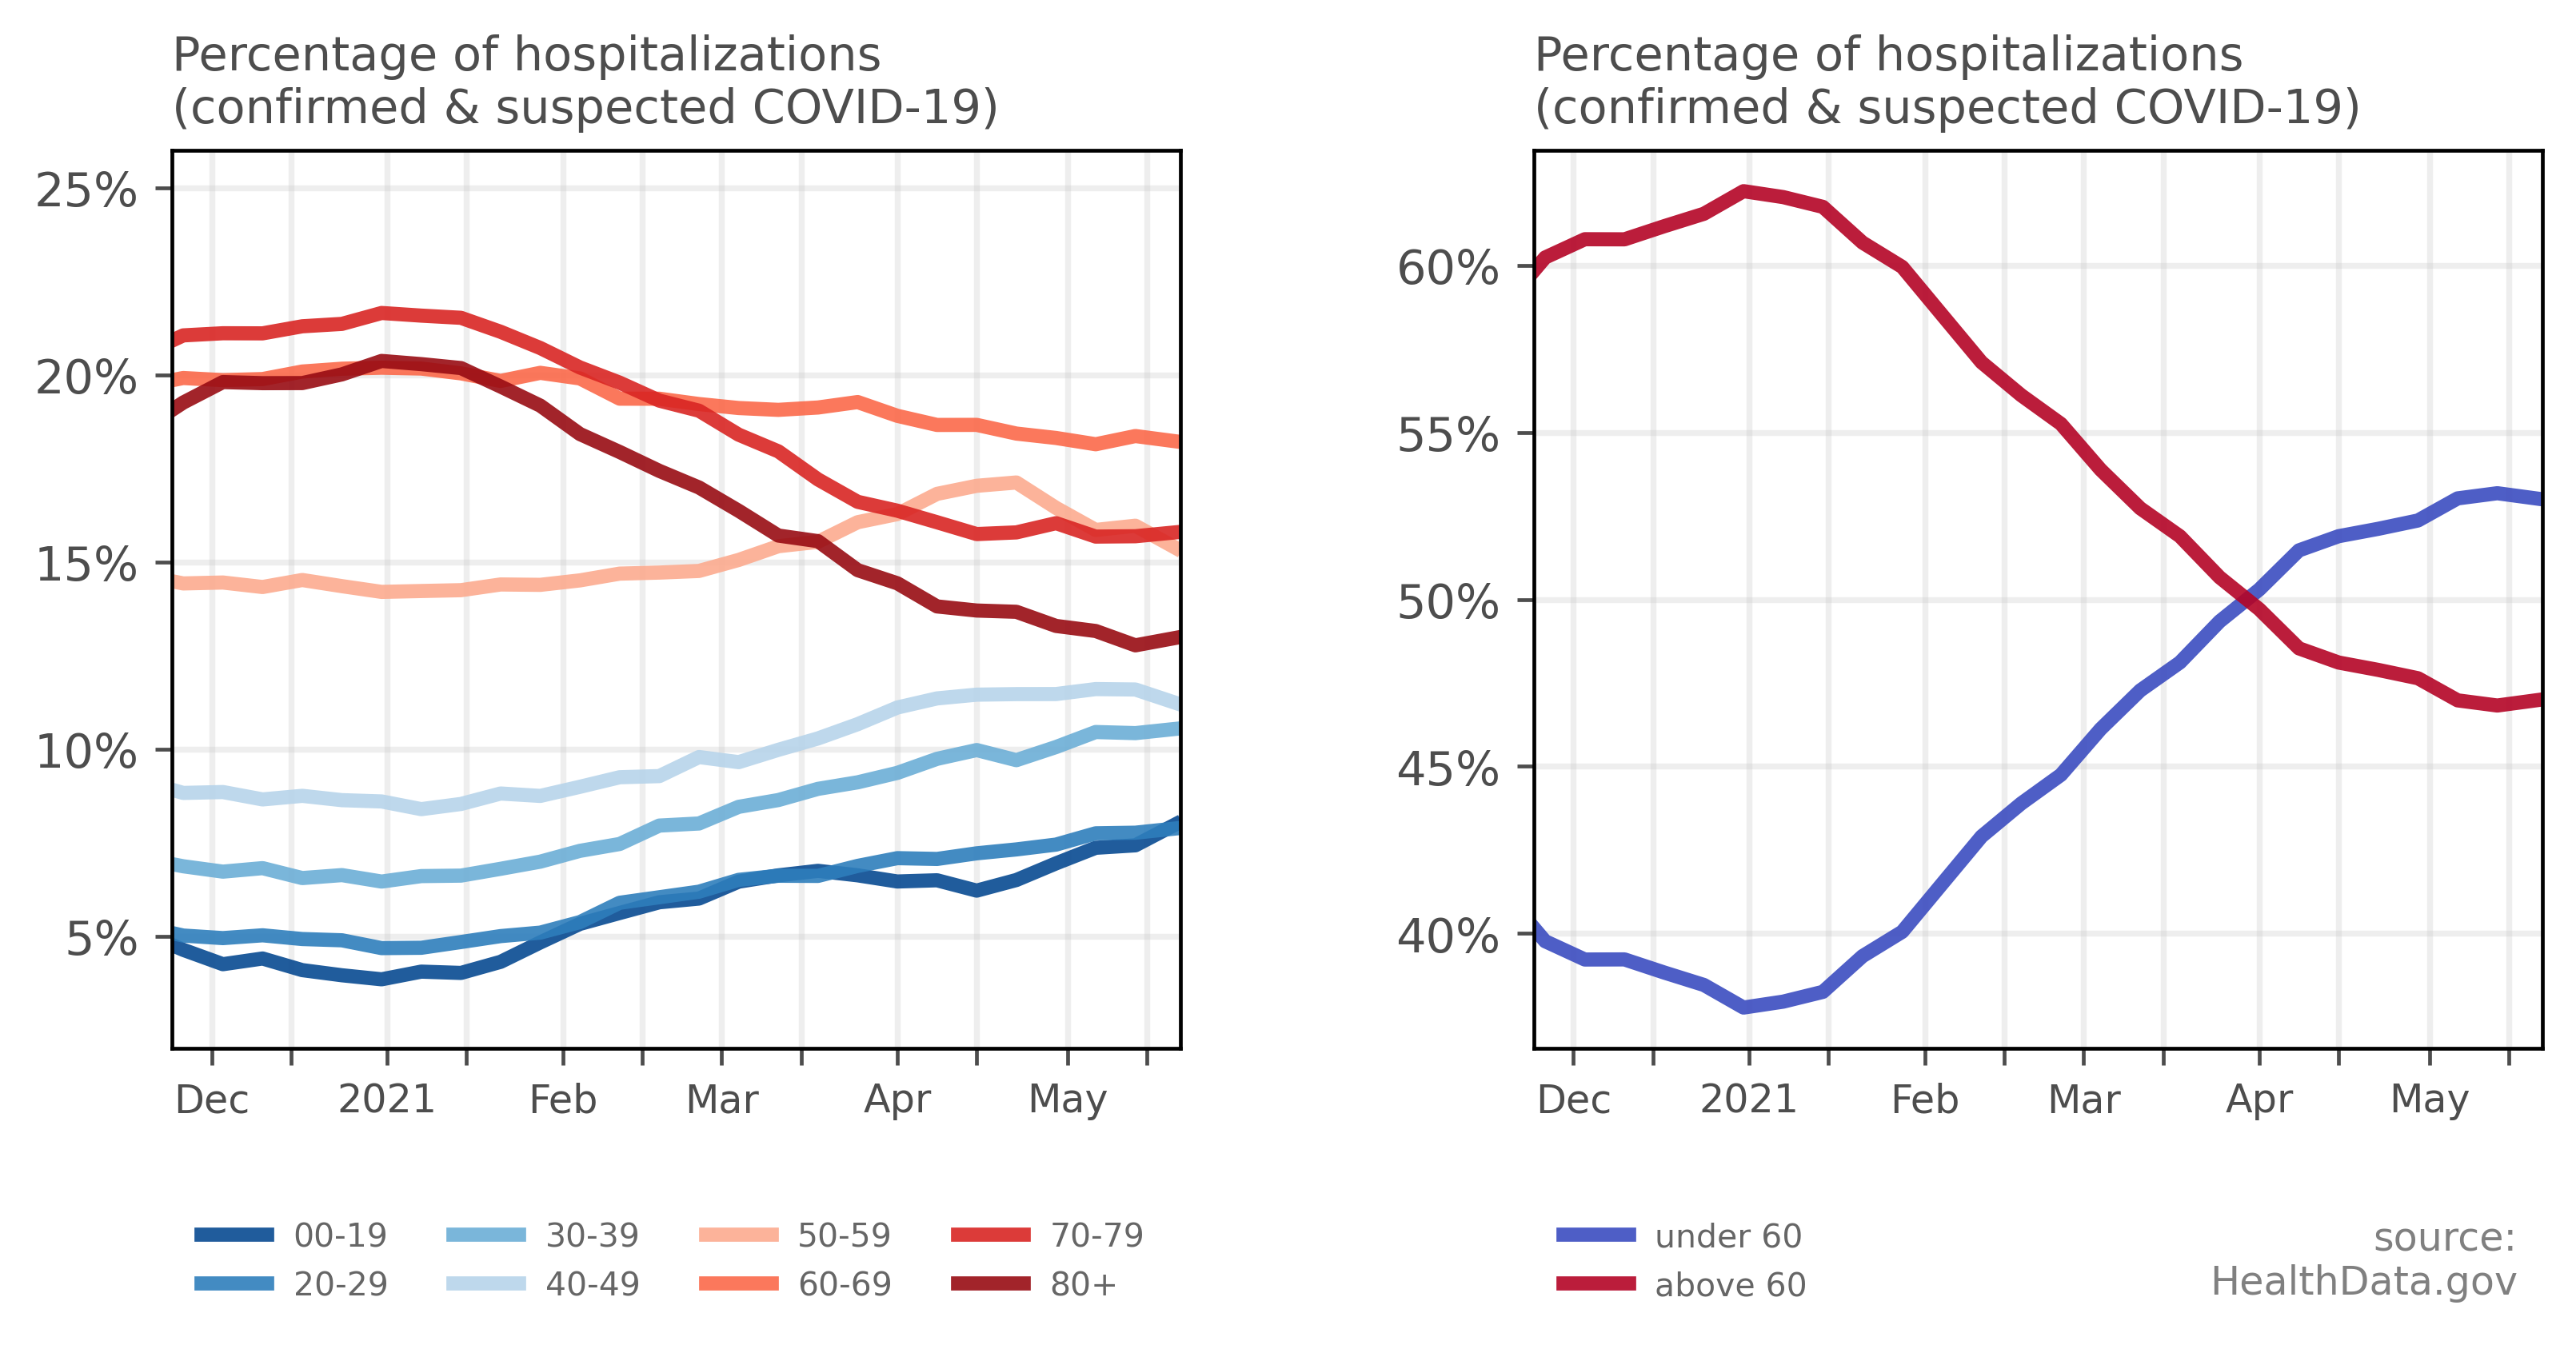 Percentage of hospitalizations
(confirmed & suspected COVID-19)
25%
20%
15%
10%
5%
Dec 2021 Feb Mar Apr May
00-19 30-39 50-59 70-79
20-29 40-49 60-69 80+
Percentage of hospitalizations
(confirmed & suspected COVID-19)
60%
55%
50%
45%
40%
Dec 2021 Feb Mar Apr May
under 60
above 60
source:
HealthData.gov